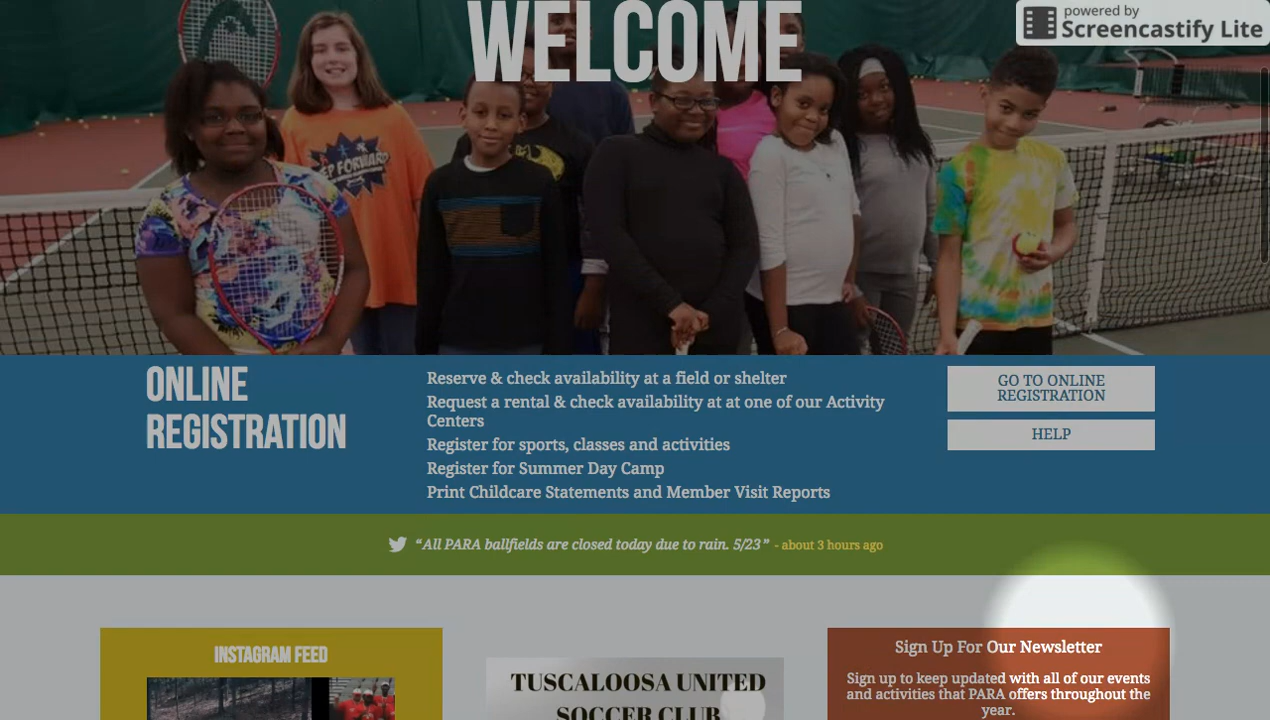 WELCOME
powered by
Screencastify Lite
EP FORWARD
ONLINE
REGISTRATION
Reserve & check availability at a field or shelter
Request a rental & check availability at at one of our Activity
Centers
Register for sports, classes and activities
Register for Summer Day Camp
Print Childcare Statements and Member Visit Reports
GO TO ONLINE
REGISTRATION
HELP
“All PARA ballfields are closed today due to rain. 5/23” - about 3 hours ago
INSTAGRAM FEED
TUSCALOOSA UNITED
SOCCER CLUB
Sign Up For Our Newsletter
Sign up to keep updated with all of our events
and activities that PARA offers throughout the
year.